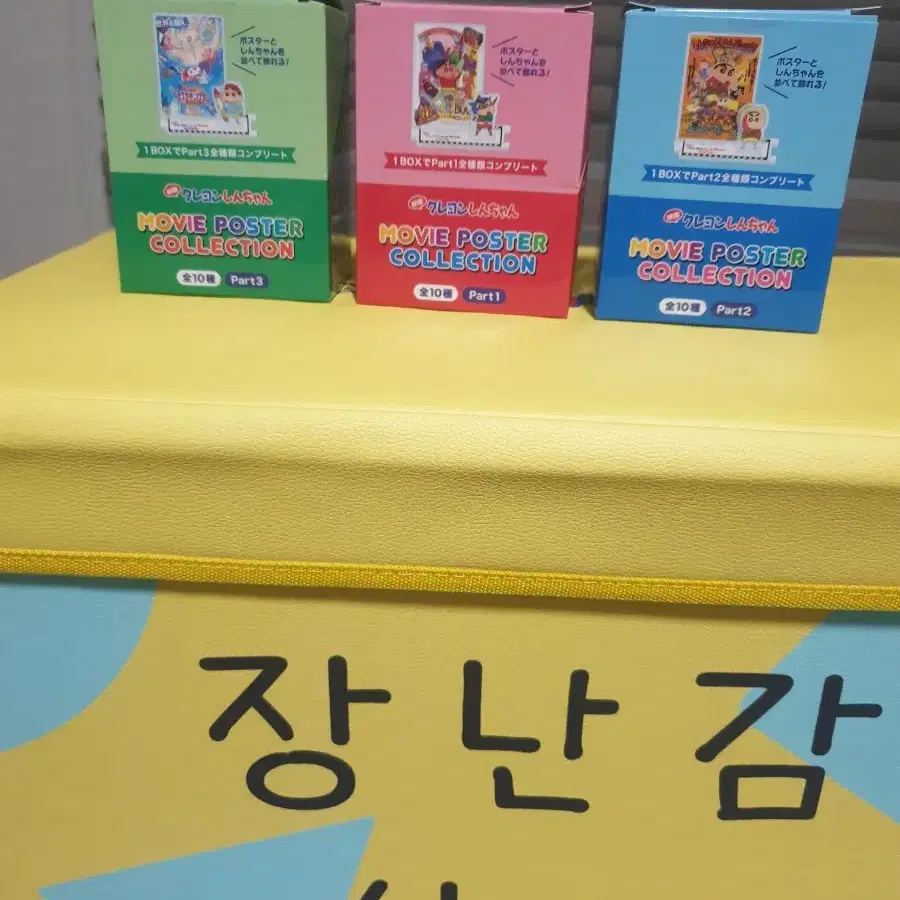 ポスターと
しんちゃんを
並べて飾れる!
1BOXでPart3全種類コンプリート
映画
クレヨンしんちゃん
MOVIE POSTER
COLLECTION
全10種 Part3
ポスターと
しんちゃんを
並べて飾れる!
1BOXでPart1全種類コンプリート
映画
クレヨンしんちゃん
MOVIE POSTER
COLLECTION
全10種 Part1
ポスターと
しんちゃんを
並べて飾れる!
1BOXでPart2全種類コンプリート
映画
クレヨンしんちゃん
MOVIE POSTER
COLLECTION
全10種 Part2
장난감